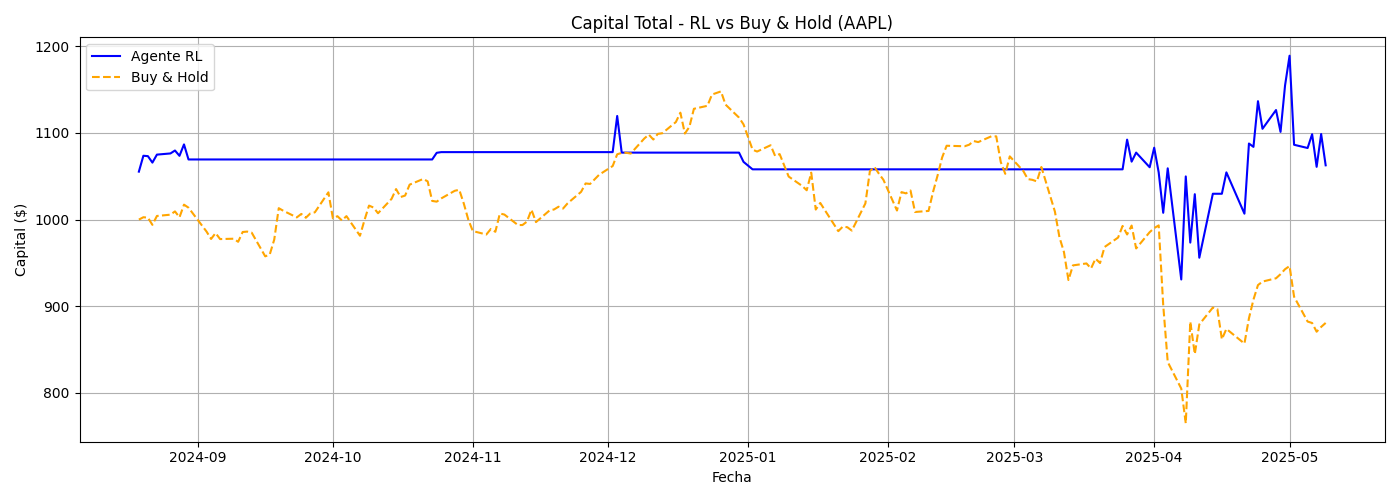 Capital Total - RL vs Buy & Hold (AAPL)
Agente RL
Buy & Hold
Capital ($)
1200
1100
1000
900
800
2024-09 2024-10 2024-11 2024-12 2025-01 2025-02 2025-03 2025-04 2025-05
Fecha